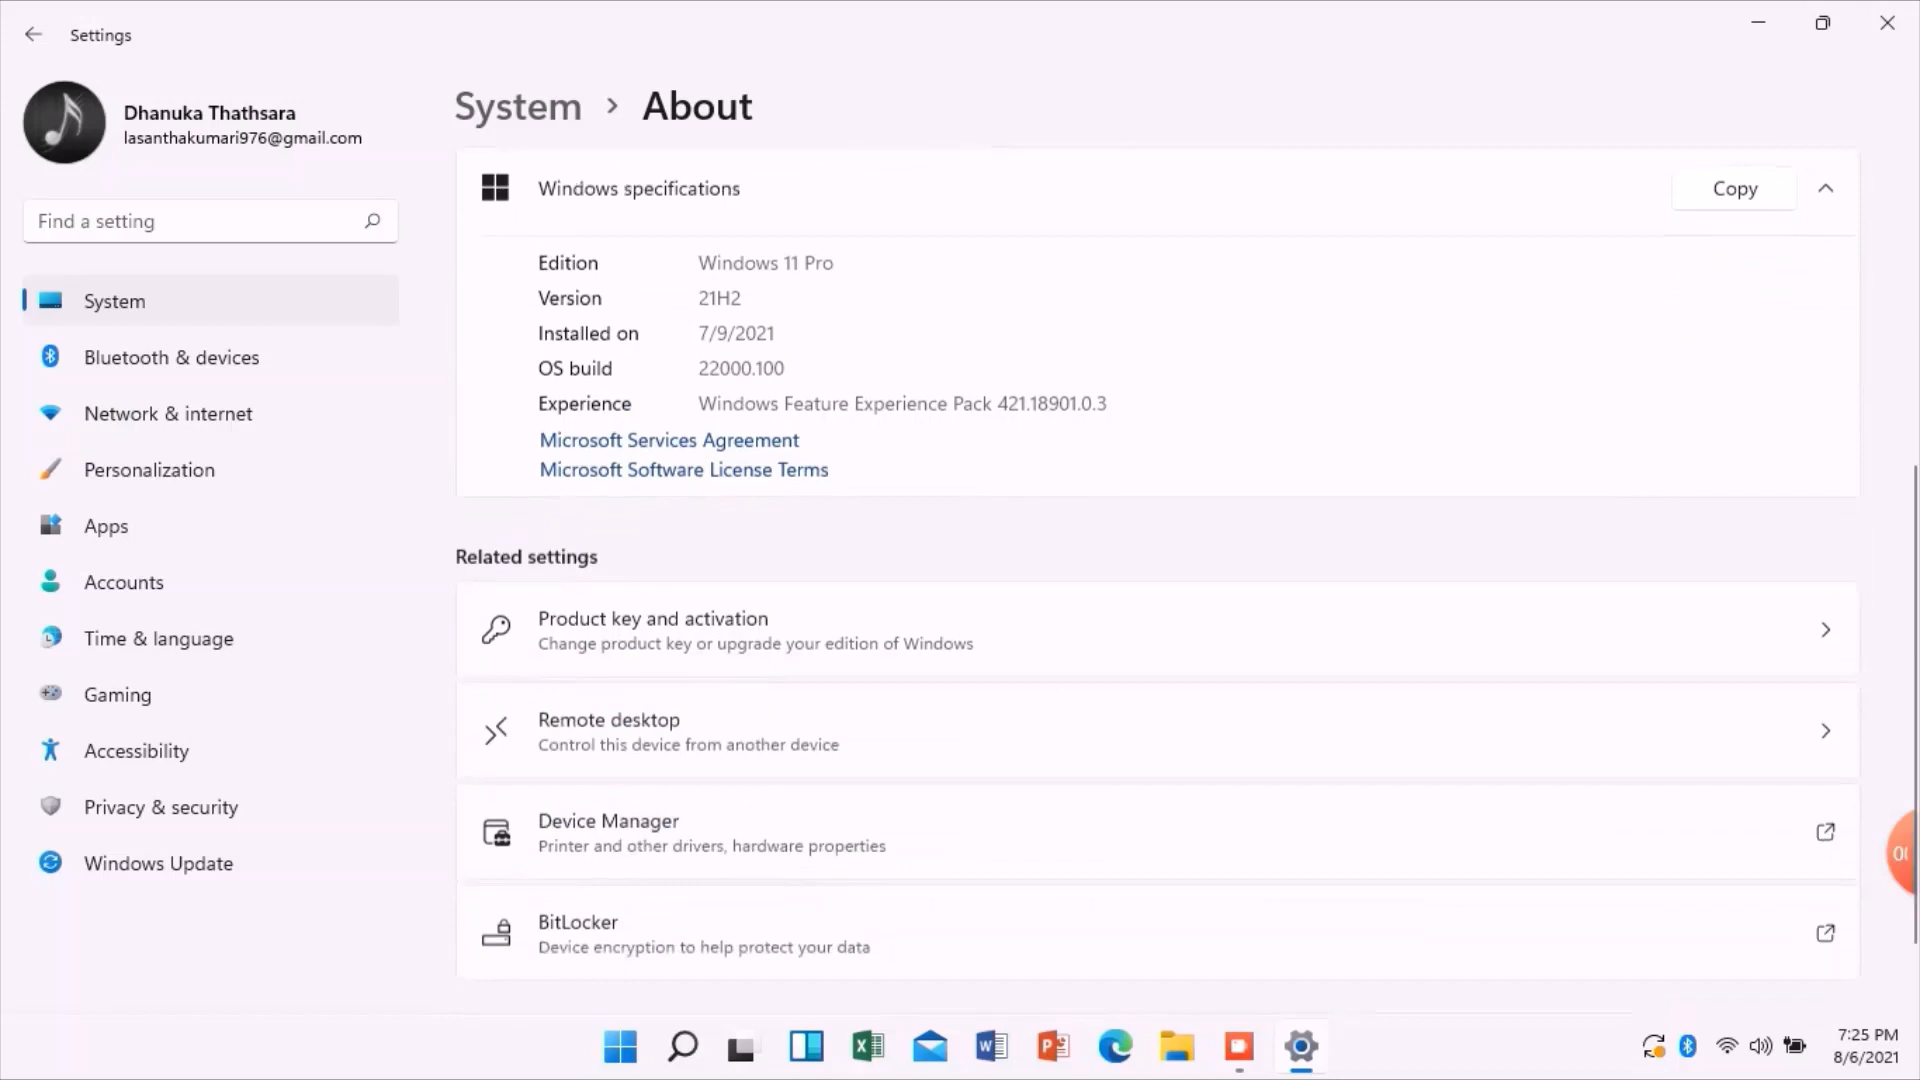 Settings
Dhanuka Thathsara
lasanthakumari976@gmail.com
Find a setting
System
Bluetooth & devices
Network & internet
Personalization
Apps
Accounts
Time & language
Gaming
Accessibility
Privacy & security
Windows Update
System > About
Windows specifications
Copy
Edition Windows 11 Pro
Version 21H2
Installed on 7/9/2021
OS build 22000.100
Experience Windows Feature Experience Pack 421.18901.0.3
Microsoft Services Agreement
Microsoft Software License Terms
Related settings
Product key and activation
Change product key or upgrade your edition of Windows
Remote desktop
Control this device from another device
Device Manager
Printer and other drivers, hardware properties
BitLocker
Device encryption to help protect your data
7:25 PM
8/6/2021